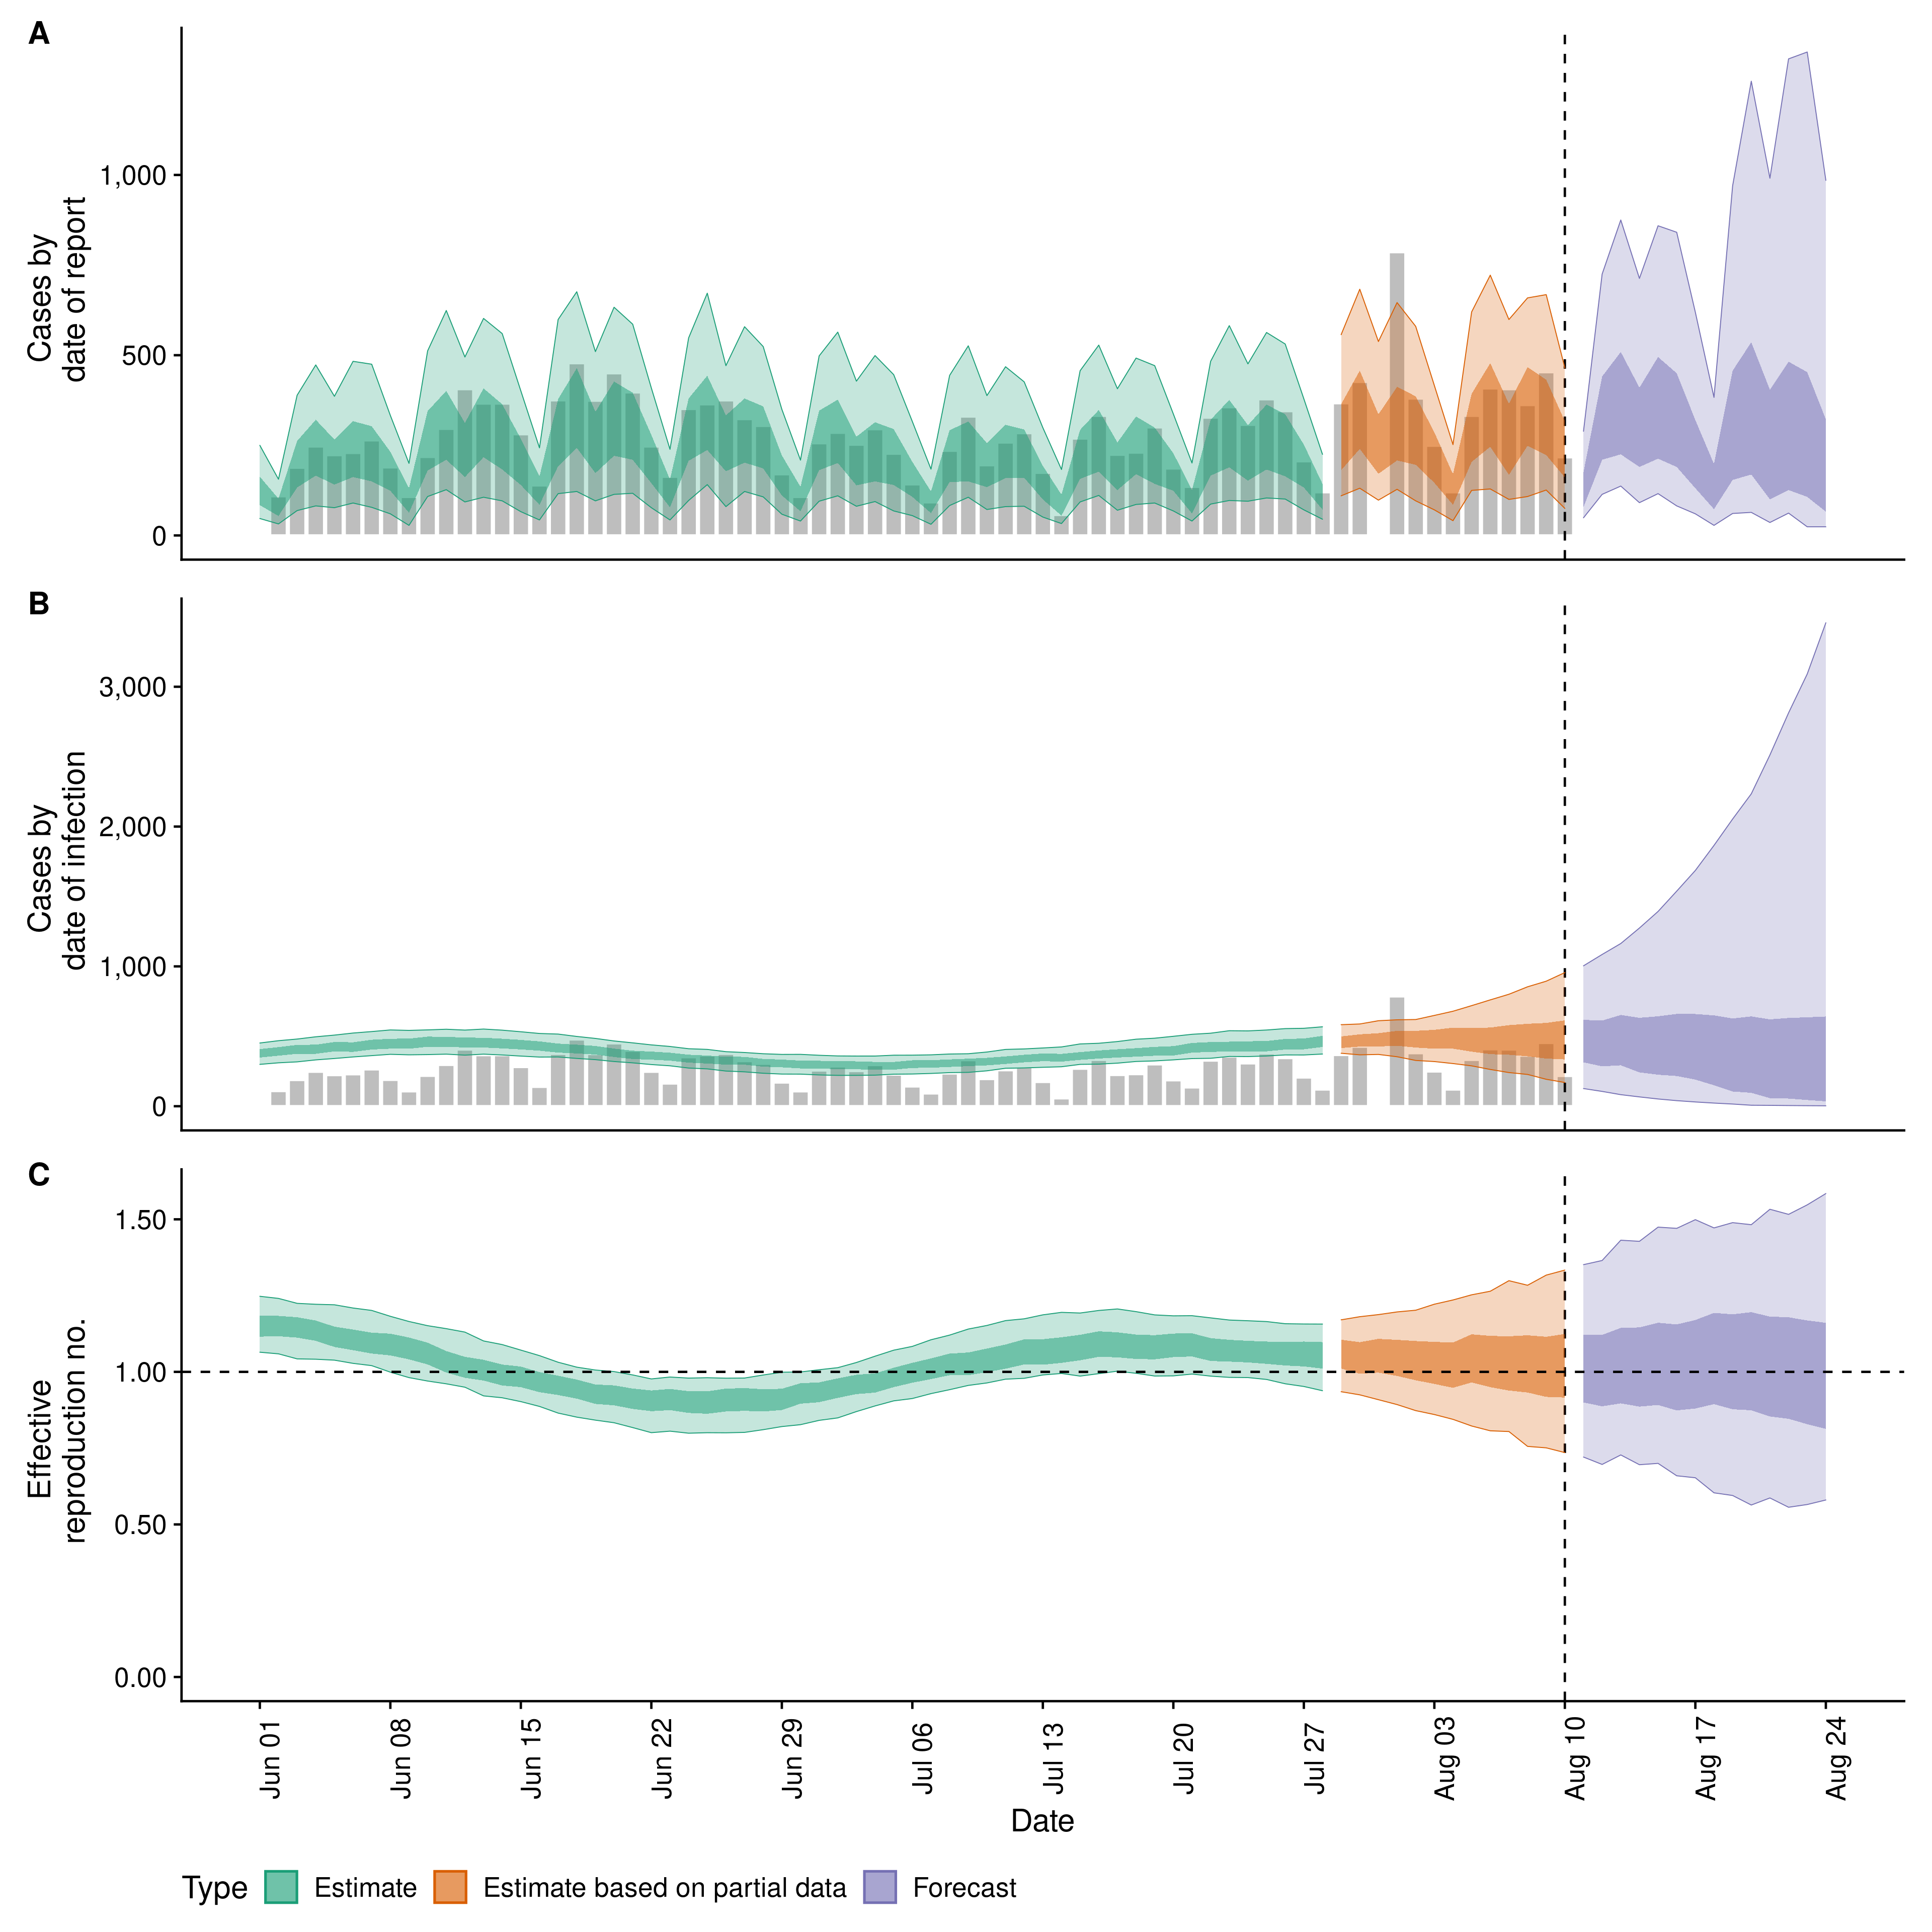 A
Cases by
date of report
1,000
500
0
B
Cases by
date of infection
3,000
2,000
1,000
0
C
Effective
reproduction no.
1.50
1.00
0.50
0.00
Jun 01
Jun 08
Jun 15
Jun 22
Jun 29
Jul 06
Jul 13
Jul 20
Jul 27
Aug 03
Aug 10
Aug 17
Aug 24
Date
Type Estimate Estimate based on partial data Forecast